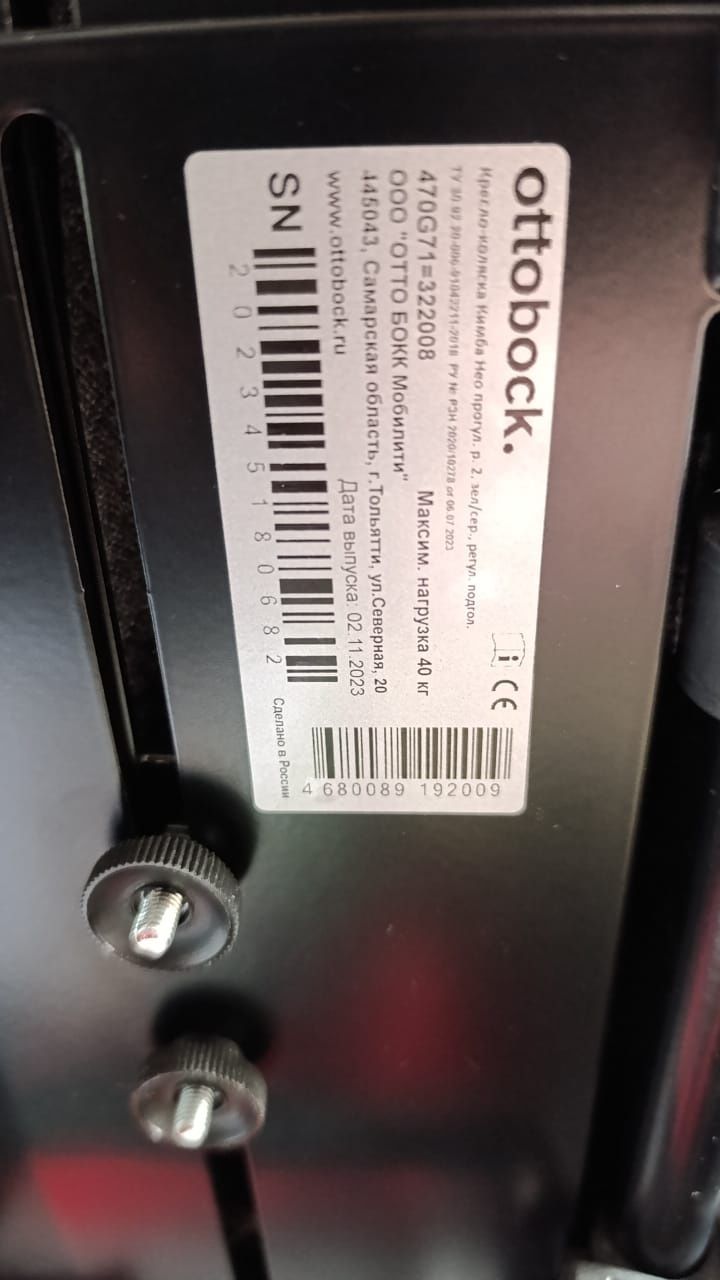 ottobock.
Кресло-коляска Кимба Нео прогул. р. 2, зел/сер., регул. подгол.
ТУ 30.92.20-006-91043211-2018 РУ № РЗН 2020/10278 от 06.07.2023
470G71=322008 Максим. нагрузка 40 кг
ООО "ОТТО БОКК Мобилити"
445043, Самарская область, г.Тольятти, ул.Северная, 20
www.ottobock.ru Дата выпуска: 02.11.2023
SN
202345180682
Сделано в России
i CE
4 680089 192009